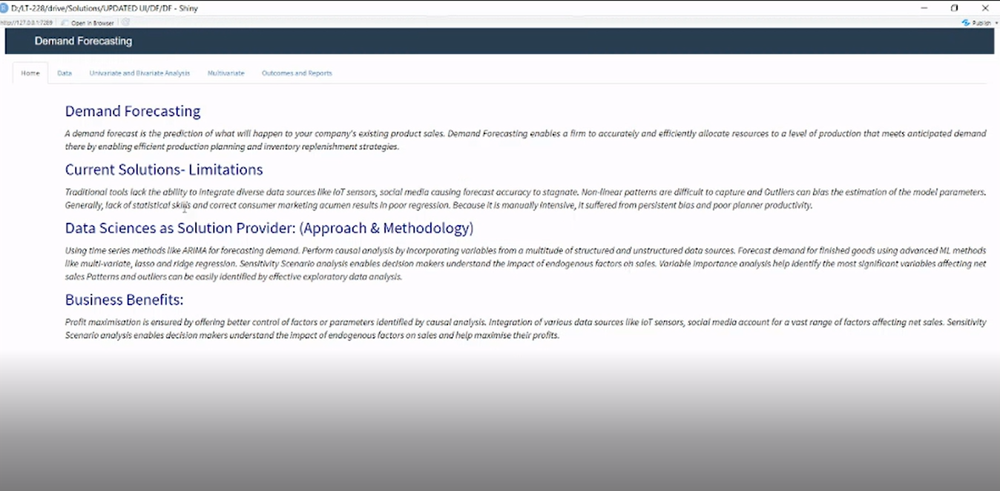 D:/LT-228/drive/Solutions/UPDATED UI/DF/DF - Shiny
http://127.0.0.1:7289 Open in Browser Publish
Demand Forecasting
Home Data Univariate and Bivariate Analysis Multivariate Outcomes and Reports
Demand Forecasting
A demand forecast is the prediction of what will happen to your company's existing product sales. Demand Forecasting enables a firm to accurately and efficiently allocate resources to a level of production that meets anticipated demand
there by enabling efficient production planning and inventory replenishment strategies.
Current Solutions- Limitations
Traditional tools lack the ability to integrate diverse data sources like IoT sensors, social media causing forecast accuracy to stagnate. Non-linear patterns are difficult to capture and Outliers can bias the estimation of the model parameters.
Generally, lack of statistical skills and correct consumer marketing acumen results in poor regression. Because it is manually intensive, it suffered from persistent bias and poor planner productivity.
Data Sciences as Solution Provider: (Approach & Methodology)
Using time series methods like ARIMA for forecasting demand. Perform causal analysis by incorporating variables from a multitude of structured and unstructured data sources. Forecast demand for finished goods using advanced ML methods
like multi-variate, lasso and ridge regression. Sensitivity Scenario analysis enables decision makers understand the impact of endogenous factors on sales. Variable importance analysis help identify the most significant variables affecting net
sales Patterns and outliers can be easily identified by effective exploratory data analysis.
Business Benefits:
Profit maximisation is ensured by offering better control of factors or parameters identified by causal analysis. Integration of various data sources like IoT sensors, social media account for a vast range of factors affecting net sales. Sensitivity
Scenario analysis enables decision makers understand the impact of endogenous factors on sales and help maximise their profits.